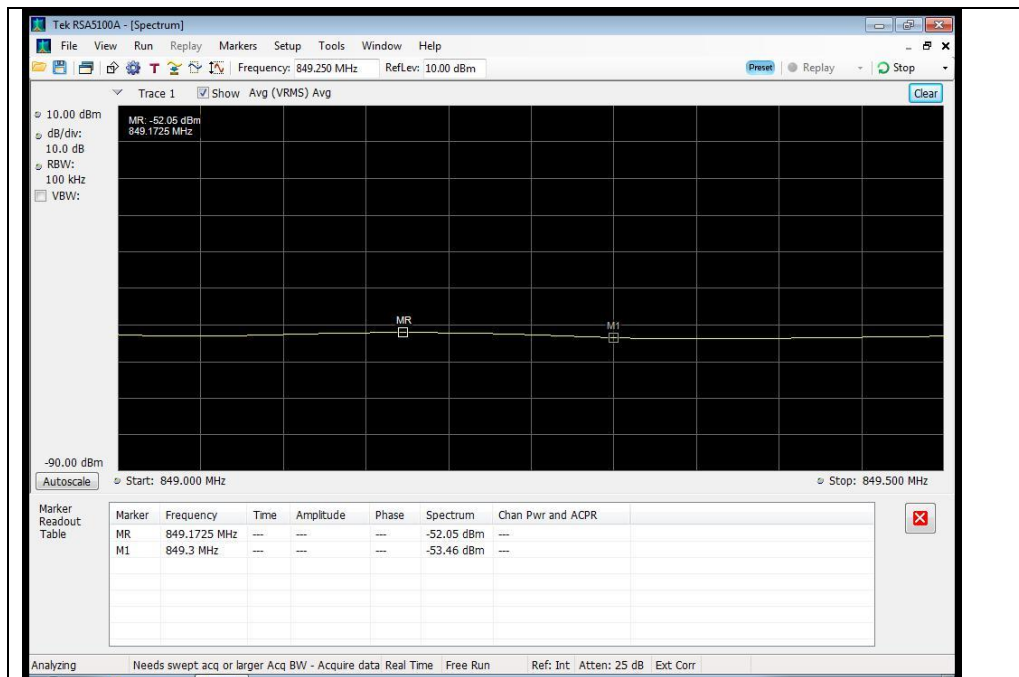 Tek RSA5100A - [Spectrum]
File View Run Replay Markers Setup Tools Window Help
T Frequency: 849.250 MHz RefLev: 10.00 dBm Preset Replay Stop
Trace 1 Show Avg (VRMS) Avg Clear
10.00 dBm
dB/div:
10.0 dB
RBW:
100 kHz
VBW:
MR: -52.05 dBm
849.1725 MHz
MR
M1
-90.00 dBm
Autoscale Start: 849.000 MHz Stop: 849.500 MHz
Marker
Readout
Table
Marker Frequency Time Amplitude Phase Spectrum Chan Pwr and ACPR
MR 849.1725 MHz --- --- --- -52.05 dBm ---
M1 849.3 MHz --- --- --- -53.46 dBm ---
Analyzing Needs swept acq or larger Acq BW - Acquire data Real Time Free Run Ref: Int Atten: 25 dB Ext Corr